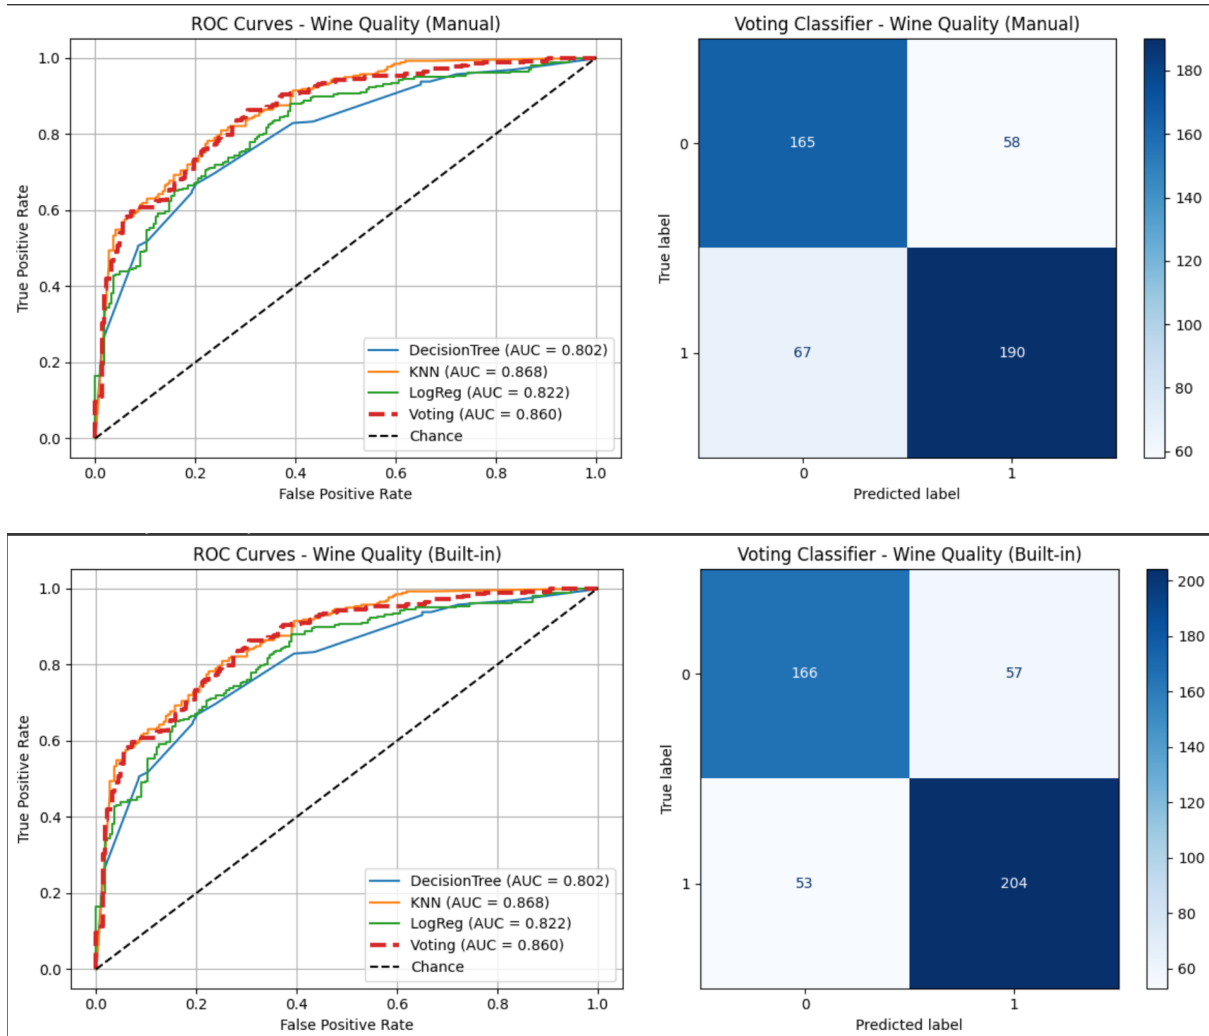 ROC Curves - Wine Quality (Manual)
1.0
0.8
0.6
0.4
0.2
0.0
True Positive Rate
0.0 0.2 0.4 0.6 0.8 1.0
False Positive Rate
DecisionTree (AUC = 0.802)
KNN (AUC = 0.868)
LogReg (AUC = 0.822)
Voting (AUC = 0.860)
Chance
Voting Classifier - Wine Quality (Manual)
True label
0
1
165 58
67 190
0 1
Predicted label
180
160
140
120
100
80
60
ROC Curves - Wine Quality (Built-in)
1.0
0.8
0.6
0.4
0.2
0.0
True Positive Rate
0.0 0.2 0.4 0.6 0.8 1.0
False Positive Rate
DecisionTree (AUC = 0.802)
KNN (AUC = 0.868)
LogReg (AUC = 0.822)
Voting (AUC = 0.860)
Chance
Voting Classifier - Wine Quality (Built-in)
True label
0
1
166 57
53 204
0 1
Predicted label
200
180
160
140
120
100
80
60